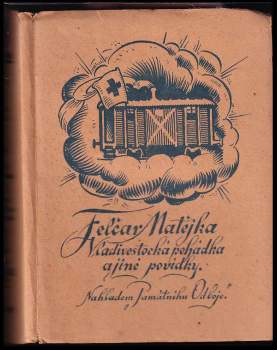 Felčar Matějka
Vladivostocká pohádka
a jiné povídky.
Nákladem „Památníku Odboje."